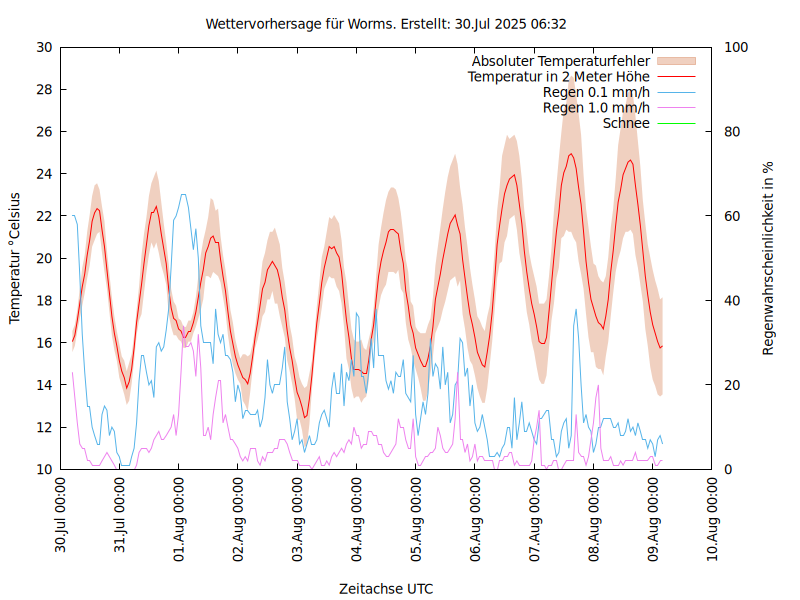 Wettervorhersage für Worms. Erstellt: 30.Jul 2025 06:32
Absoluter Temperaturfehler
Temperatur in 2 Meter Höhe
Regen 0.1 mm/h
Regen 1.0 mm/h
Schnee
Temperatur °Celsius
30
28
26
24
22
20
18
16
14
12
10
100
80
60
40
20
0
Regenwahrscheinlichkeit in %
30.Jul 00:00
31.Jul 00:00
01.Aug 00:00
02.Aug 00:00
03.Aug 00:00
04.Aug 00:00
05.Aug 00:00
06.Aug 00:00
07.Aug 00:00
08.Aug 00:00
09.Aug 00:00
10.Aug 00:00
Zeitachse UTC